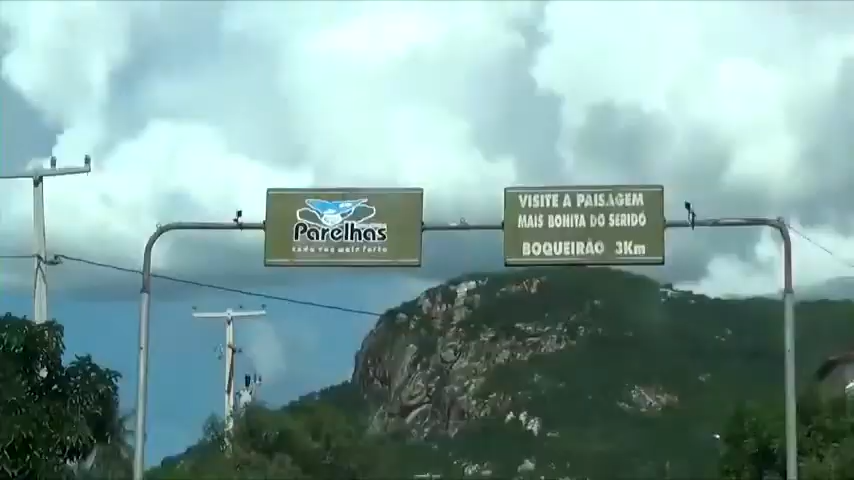 Parelhas
cada vez mais forte
VISITE A PAISAGEM
MAIS BONITA DO SERIDÓ
BOQUEIRÃO 3Km